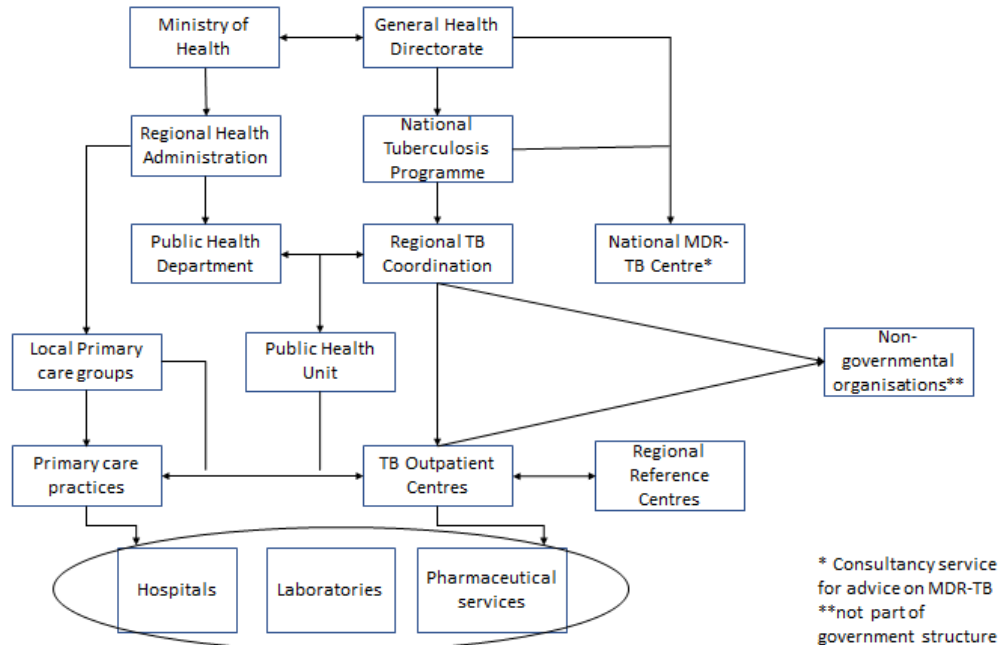 Ministry of
Health
General Health
Directorate
Regional Health
Administration
National
Tuberculosis
Programme
Public Health
Department
Regional TB
Coordination
National MDR-
TB Centre*
Local Primary
care groups
Public Health
Unit
Non-
governmental
organisations**
Primary care
practices
TB Outpatient
Centres
Regional
Reference
Centres
Hospitals
Laboratories
Pharmaceutical
services
* Consultancy service
for advice on MDR-TB
**not part of
government structure